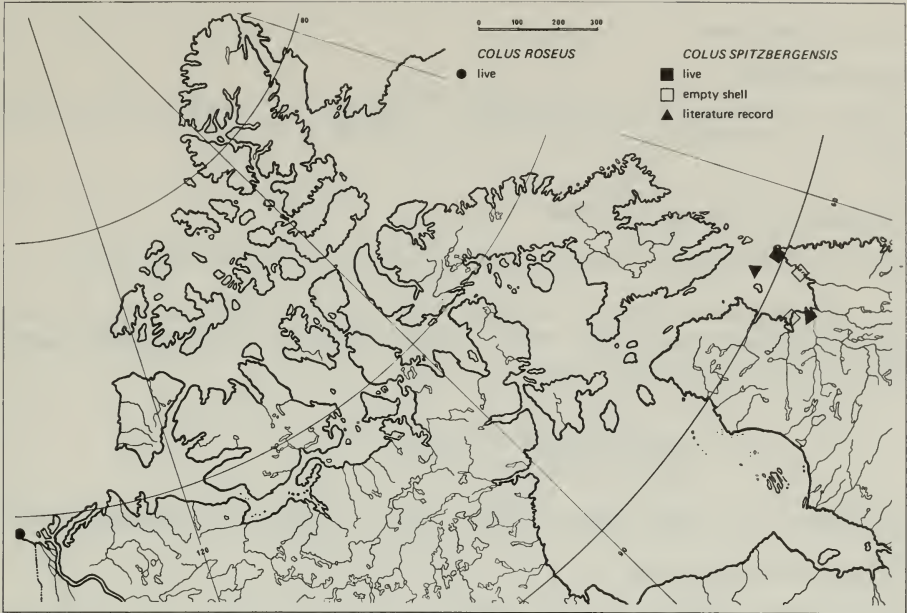 0 100 200 300
COLUS ROSEUS
live
COLUS SPITZBERGENSIS
live
empty shell
literature record
80
120